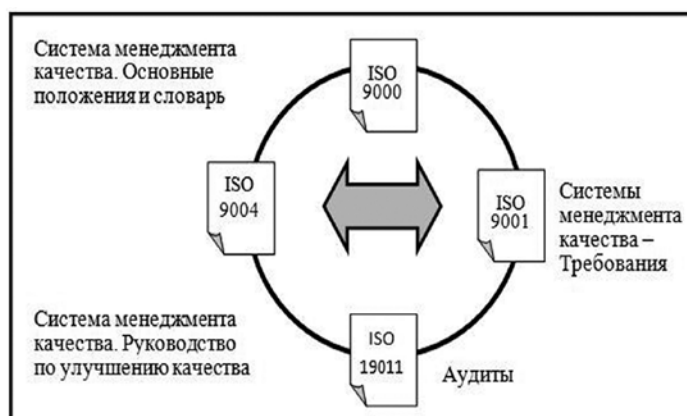 Система менеджмента
качества. Основные
положения и словарь
ISO
9000
ISO
9004
ISO
9001
Системы
менеджмента
качества –
Требования
Система менеджмента
качества. Руководство
по улучшению качества
ISO
19011
Аудиты